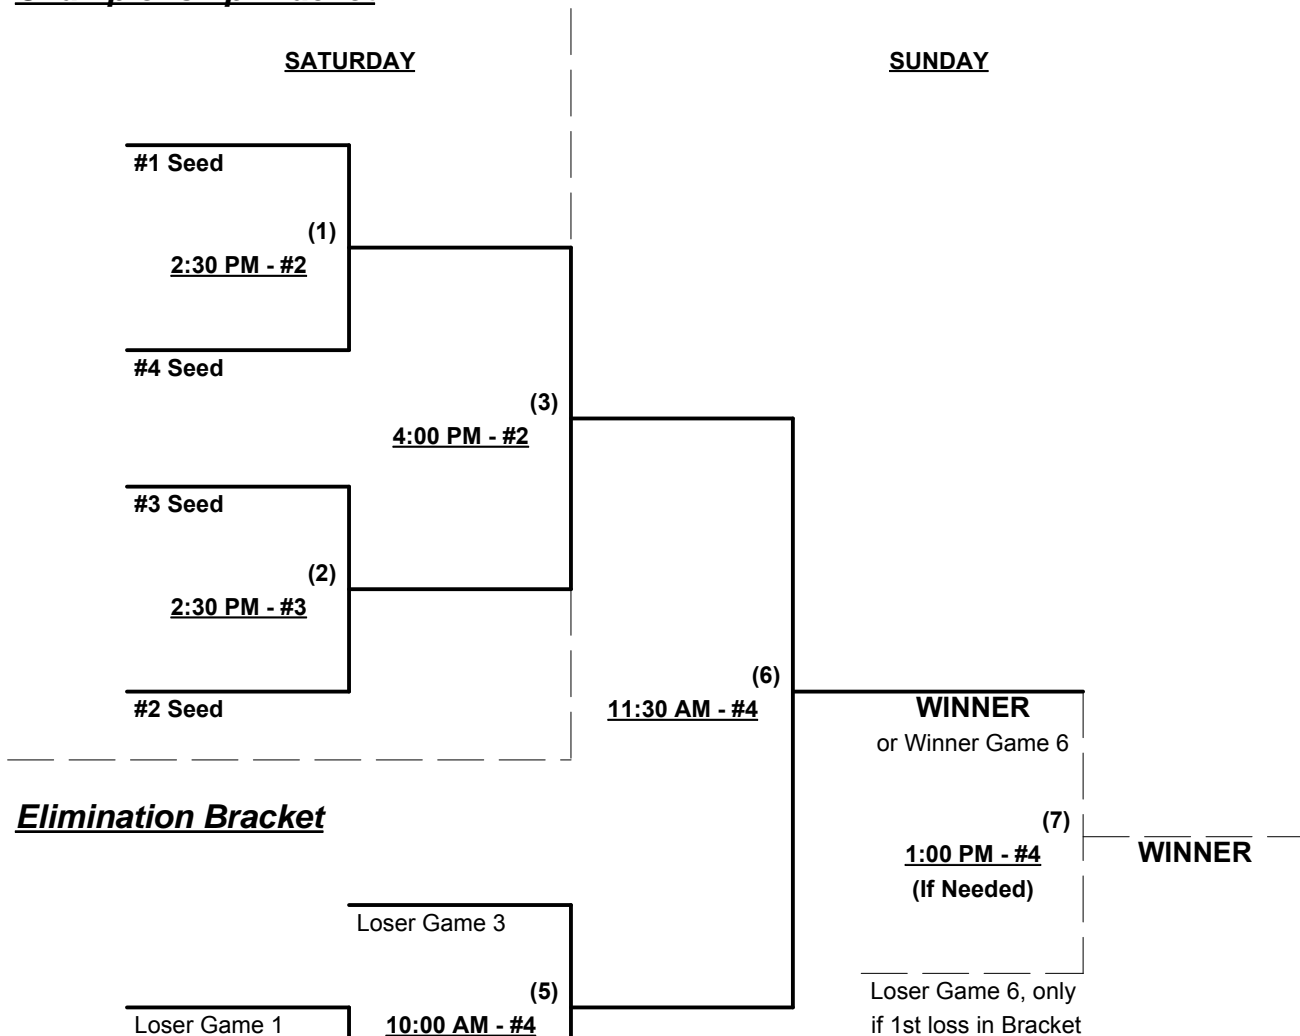 SATURDAY
SUNDAY
#1 Seed
(1)
2:30 PM - #2
#4 Seed
(3)
4:00 PM - #2
#3 Seed
(2)
2:30 PM - #3
#2 Seed
(6)
11:30 AM - #4
WINNER
or Winner Game 6
Elimination Bracket
(7)
1:00 PM - #4
WINNER
(If Needed)
Loser Game 3
(5)
Loser Game 6, only
Loser Game 1
10:00 AM - #4
if 1st loss in Bracket